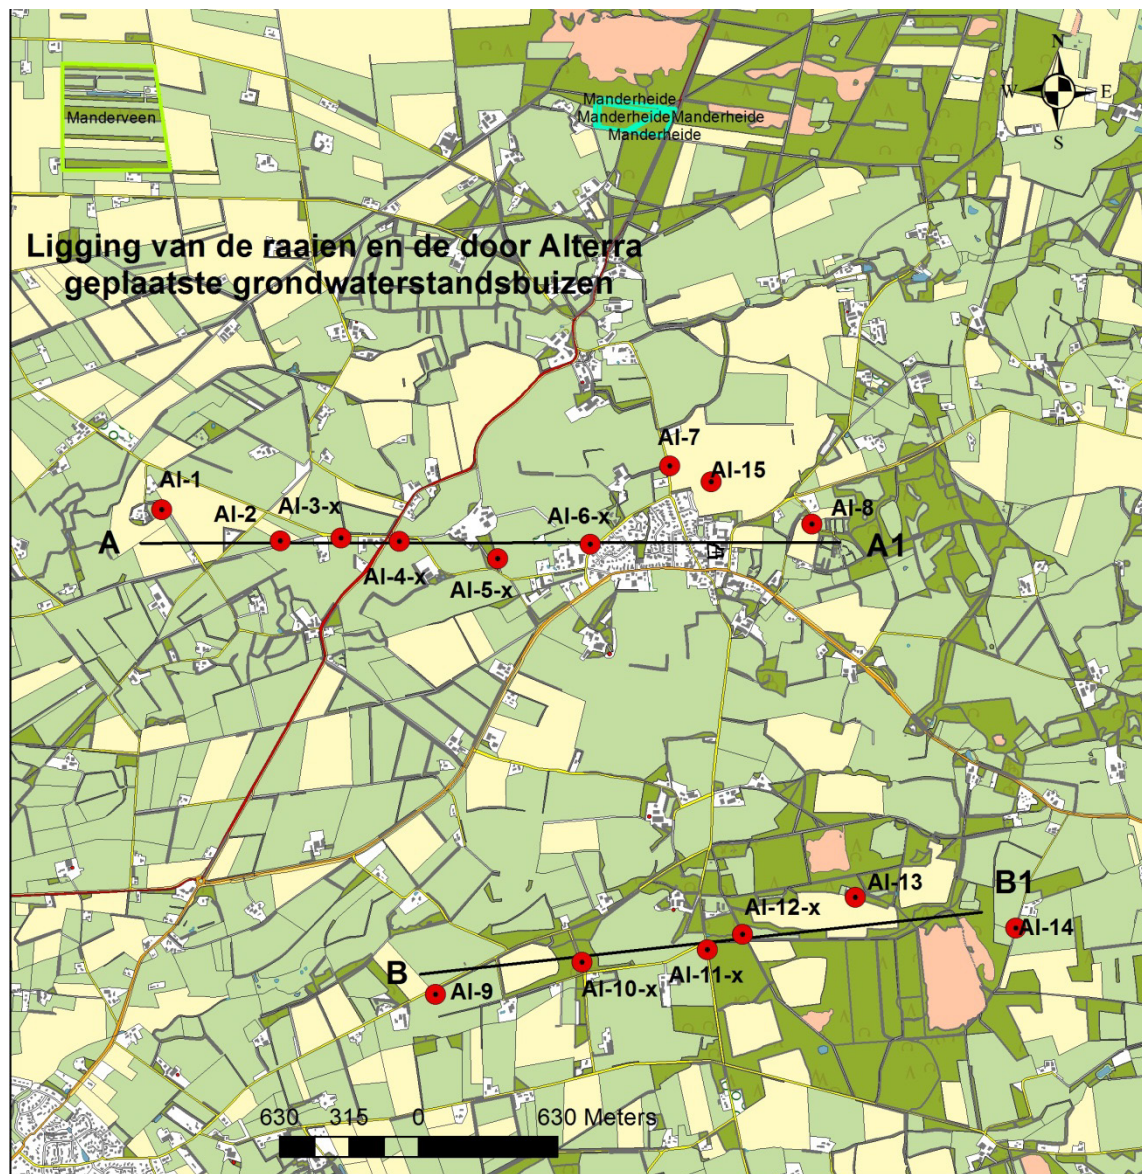 N
W
E
S
Manderheide
Manderheide Manderheide
Manderheide
Manderveen
Ligging van de raaien en de door Alterra
geplaatste grondwaterstandsbuizen
Al-7
Al-15
Al-1
Al-2
Al-3-x
Al-6-x
Al-8
A
A1
Al-4-x
Al-5-x
B1
Al-13
Al-12-x
Al-14
B
Al-9
Al-10-x
Al-11-x
630 315 0 630 Meters